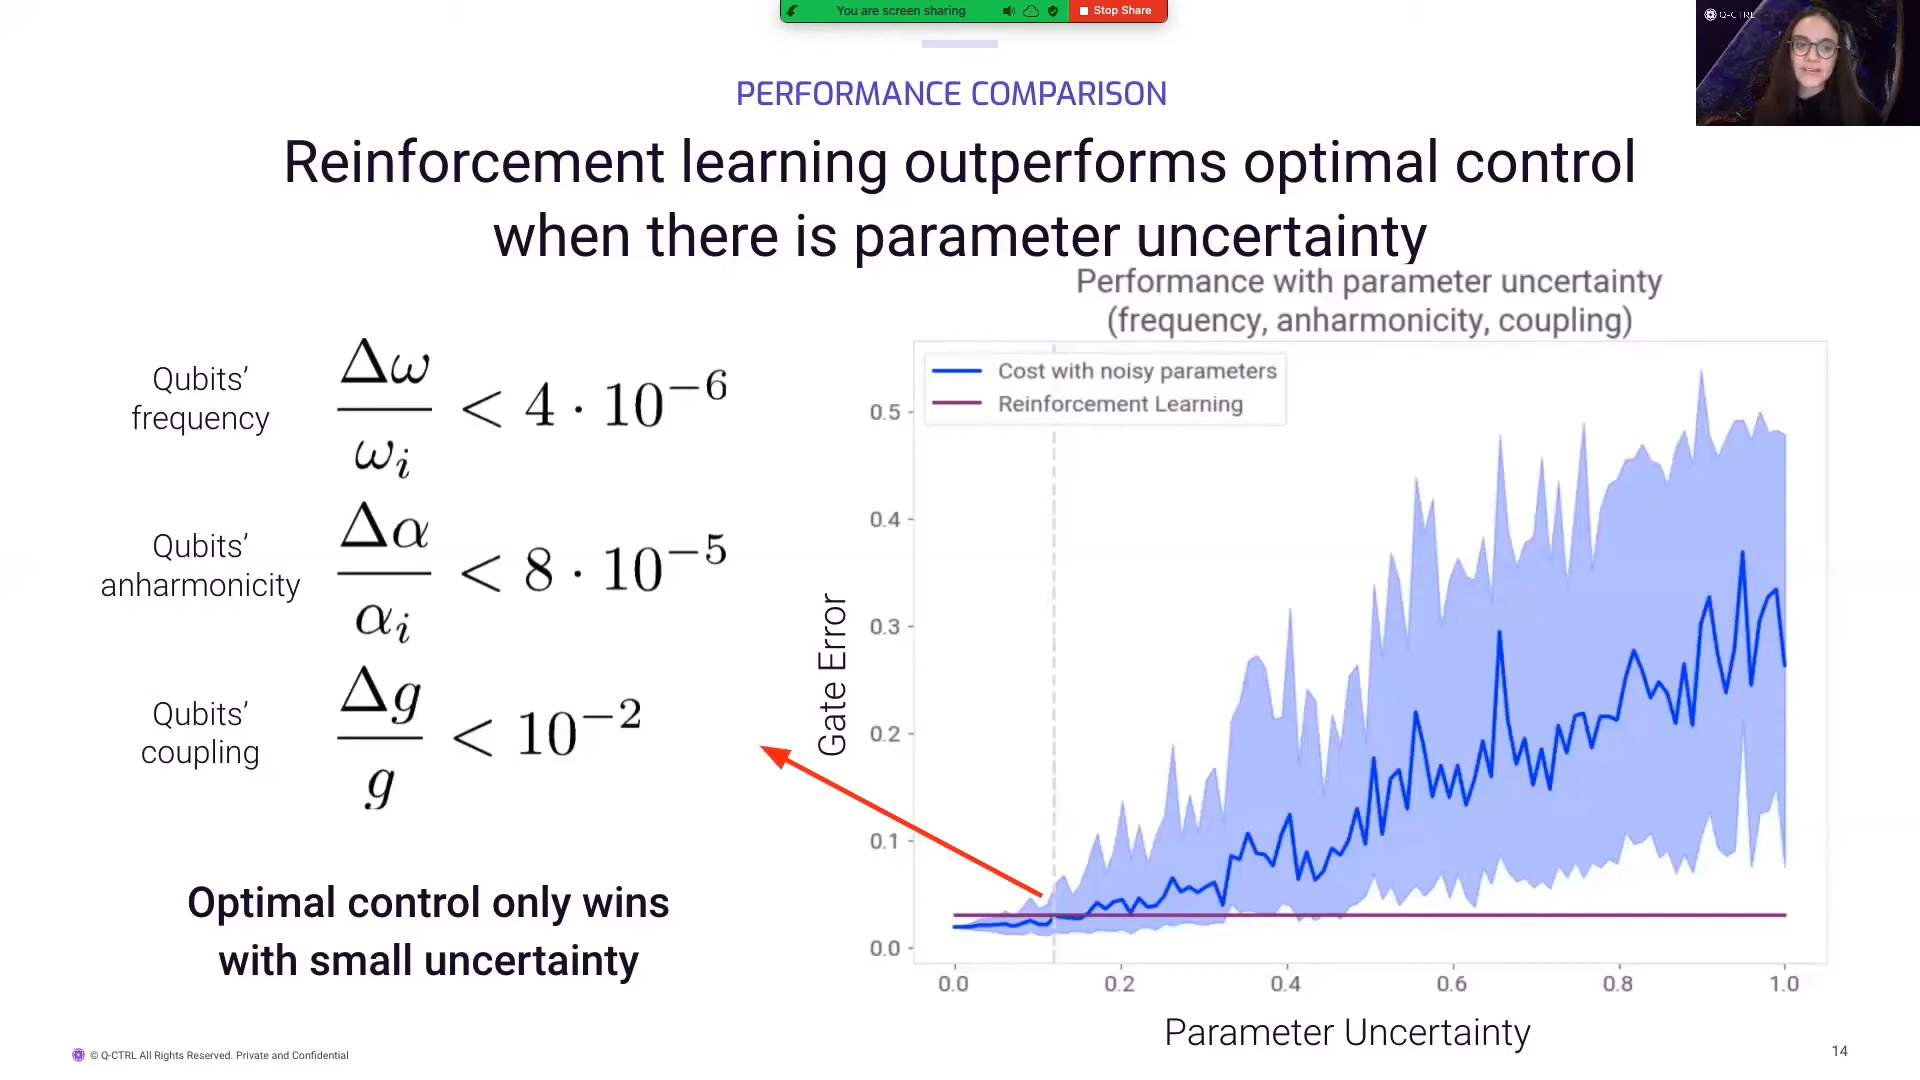 You are screen sharing
Stop Share
Q-CTRL
PERFORMANCE COMPARISON
Reinforcement learning outperforms optimal control
when there is parameter uncertainty
Qubits’
frequency
Δω / ω_i < 4 · 10^−6
Qubits’
anharmonicity
Δα / α_i < 8 · 10^−5
Qubits’
coupling
Δg / g < 10^−2
Optimal control only wins
with small uncertainty
Performance with parameter uncertainty
(frequency, anharmonicity, coupling)
Cost with noisy parameters
Reinforcement Learning
Gate Error
0.5
0.4
0.3
0.2
0.1
0.0
0.0 0.2 0.4 0.6 0.8 1.0
Parameter Uncertainty
© Q-CTRL All Rights Reserved. Private and Confidential
14